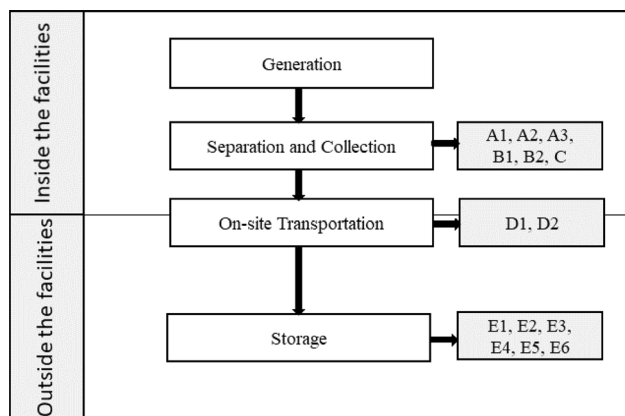 Inside the facilities
Generation
Separation and Collection
A1, A2, A3,
B1, B2, C
On-site Transportation
D1, D2
Outside the facilities
Storage
E1, E2, E3,
E4, E5, E6